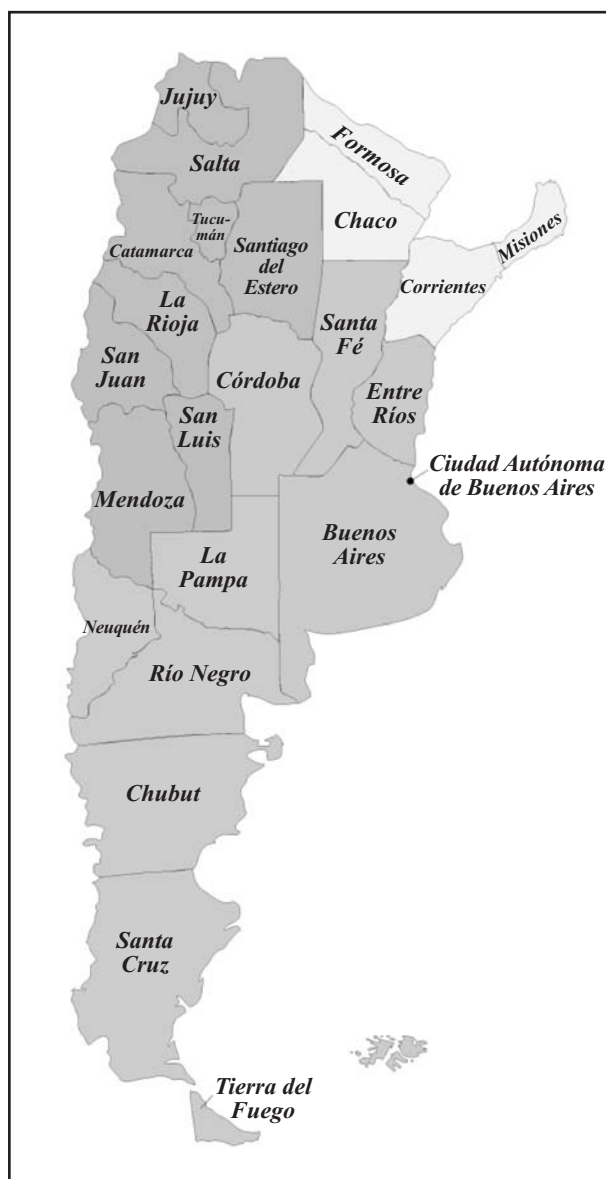 Jujuy
Formosa
Salta
Chaco
Tucu-
mán
Misiones
Catamarca
Santiago
del
Estero
Corrientes
La
Rioja
Santa
Fé
San
Juan
Córdoba
Entre
Ríos
San
Luis
Ciudad Autónoma
de Buenos Aires
Mendoza
Buenos
Aires
La
Pampa
Neuquén
Río Negro
Chubut
Santa
Cruz
Tierra del
Fuego